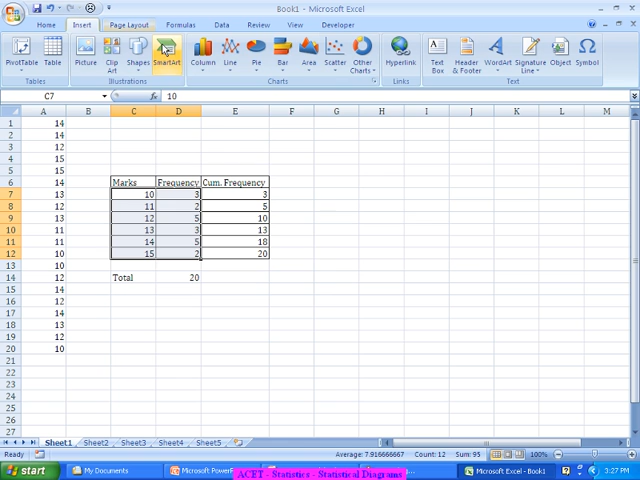 Book1 - Microsoft Excel
Home Insert Page Layout Formulas Data Review View Developer
PivotTable Table Picture Clip Art Shapes SmartArt Column Line Pie Bar Area Scatter Other Charts Hyperlink Text Box Header & Footer WordArt Signature Line Object Symbol
Tables Illustrations Charts Links Text
C7 fx 10
A B C D E F G H I J K L M
1 14
2 14
3 12
4 15
5 15
6 14 Marks Frequency Cum. Frequency
7 13 10 3 3
8 12 11 2 5
9 13 12 5 10
10 11 13 3 13
11 11 14 5 18
12 10 15 2 20
13 10
14 12 Total 20
15 14
16 12
17 14
18 13
19 12
20 10
21
22
23
24
25
26
27
Sheet1 Sheet2 Sheet3 Sheet4 Sheet5
Ready Average: 7.916666667 Count: 12 Sum: 95 100%
start My Documents Microsoft PowerP... Microsoft Excel - Book1 3:27 PM
ACET - Statistics - Statistical Diagrams